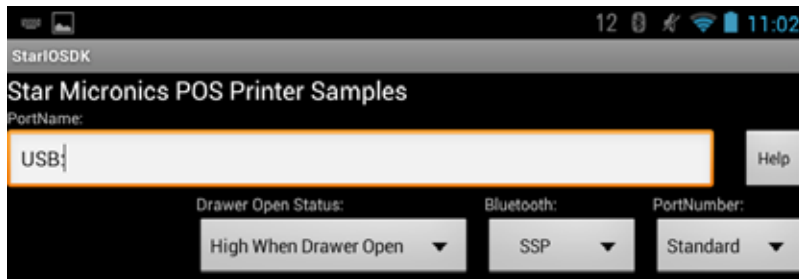 12 11:02
StarIOSDK
Star Micronics POS Printer Samples
PortName:
USB:
Help
Drawer Open Status: Bluetooth: PortNumber:
High When Drawer Open SSP Standard